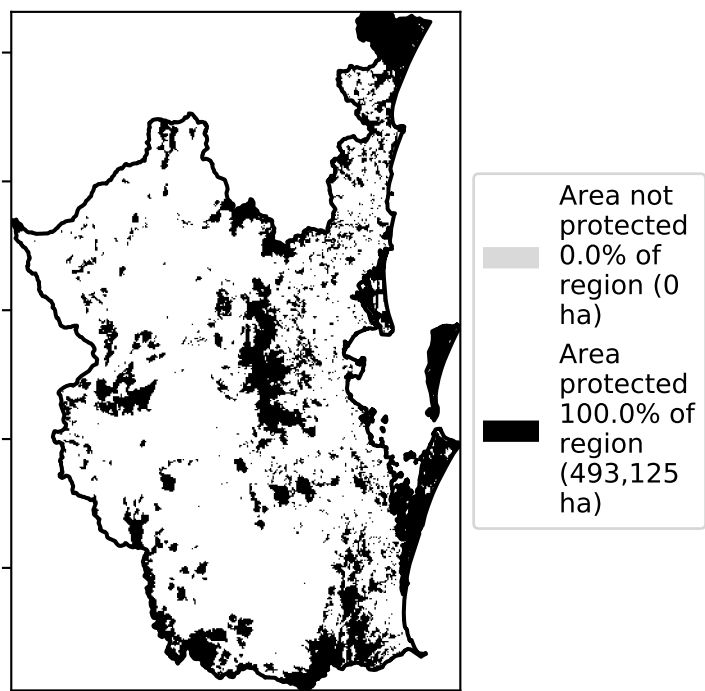 Area not
protected
0.0% of
region (0
ha)
Area
protected
100.0% of
region
(493,125
ha)